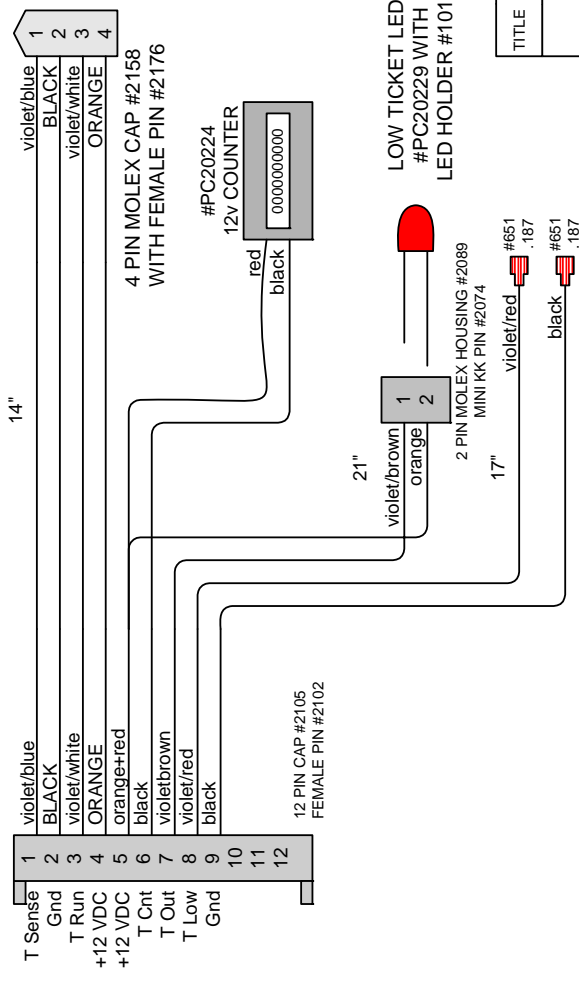 14"
violet/blue
BLACK
violet/white
ORANGE
1
2
3
4
4 PIN MOLEX CAP #2158
WITH FEMALE PIN #2176
#PC20224
12v COUNTER
0000000000
red
black
LOW TICKET LED
#PC20229 WITH
LED HOLDER #101
21"
violet/brown
orange
1
2
2 PIN MOLEX HOUSING #2089
MINI KK PIN #2074
17"
violet/red
#651
.187
black
#651
.187
T Sense
Gnd
T Run
+12 VDC
+12 VDC
T Cnt
T Out
T Low
Gnd
1
2
3
4
5
6
7
8
9
10
11
12
violet/blue
BLACK
violet/white
ORANGE
orange+red
black
violetbrown
violet/red
black
12 PIN CAP #2105
FEMALE PIN #2102
TITLE